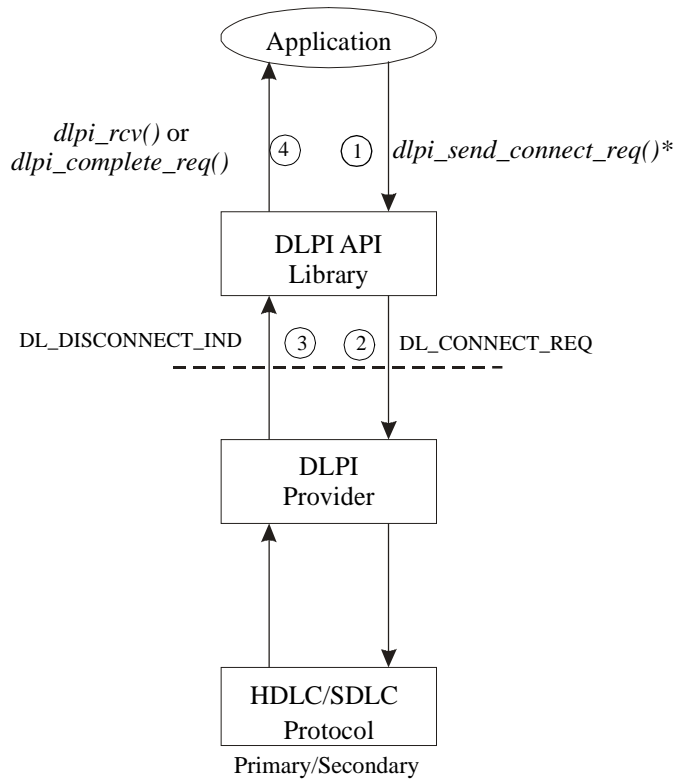 Application
dlpi_rcv() or
dlpi_complete_req()
4
1
dlpi_send_connect_req()*
DLPI API
Library
DL_DISCONNECT_IND
3
2
DL_CONNECT_REQ
DLPI
Provider
HDLC/SDLC
Protocol
Primary/Secondary